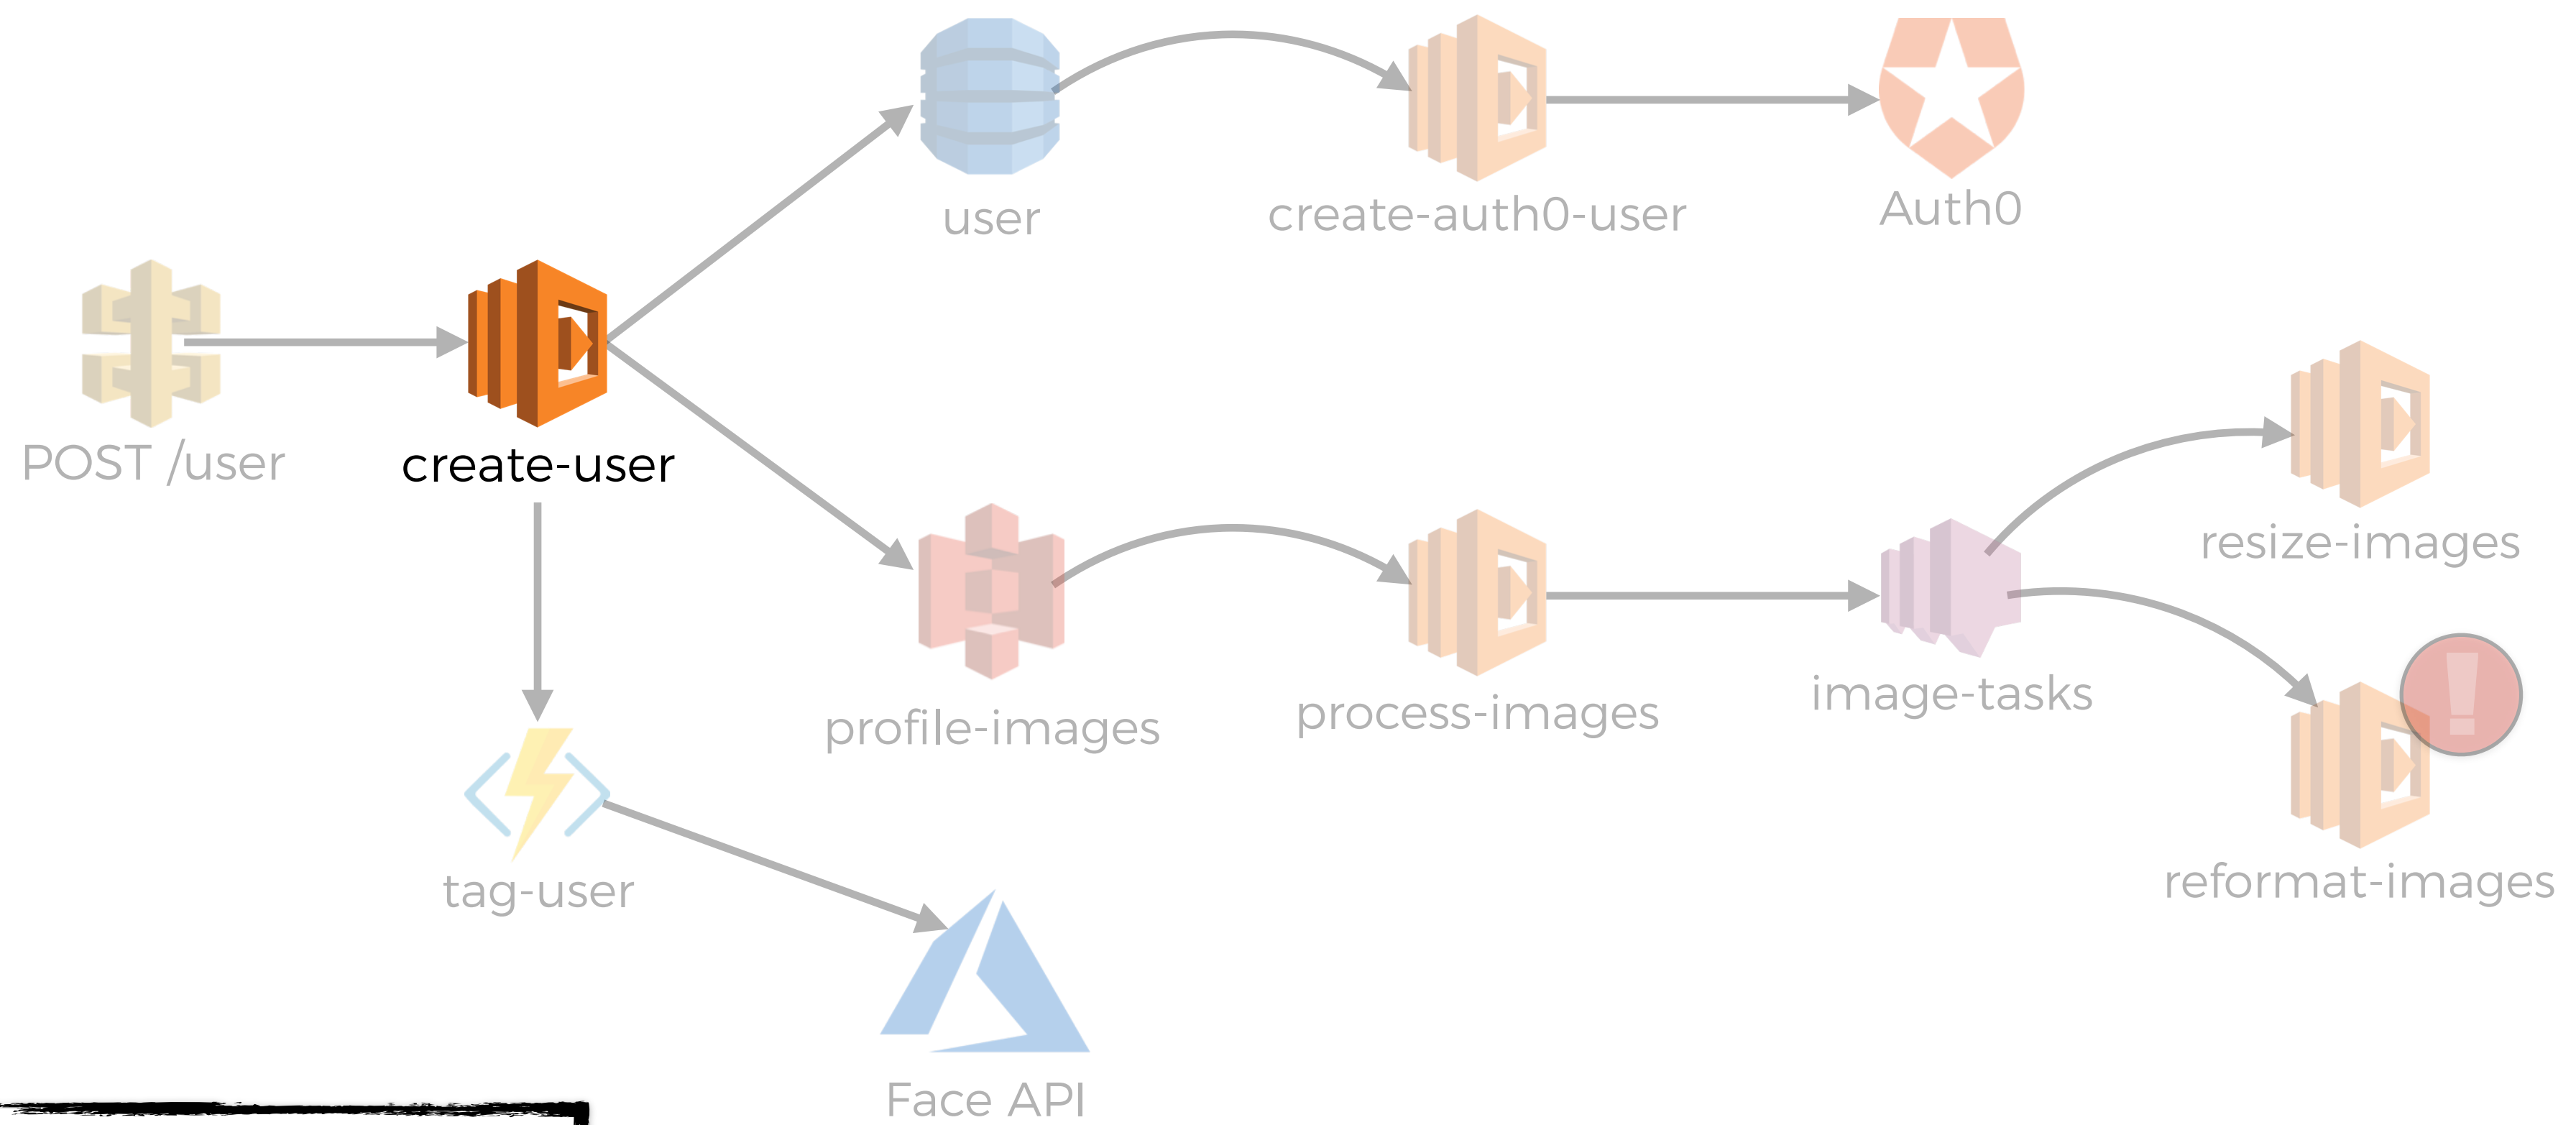 user
create-auth0-user
Auth0
POST /user
create-user
resize-images
profile-images
process-images
image-tasks
!
tag-user
reformat-images
Face API